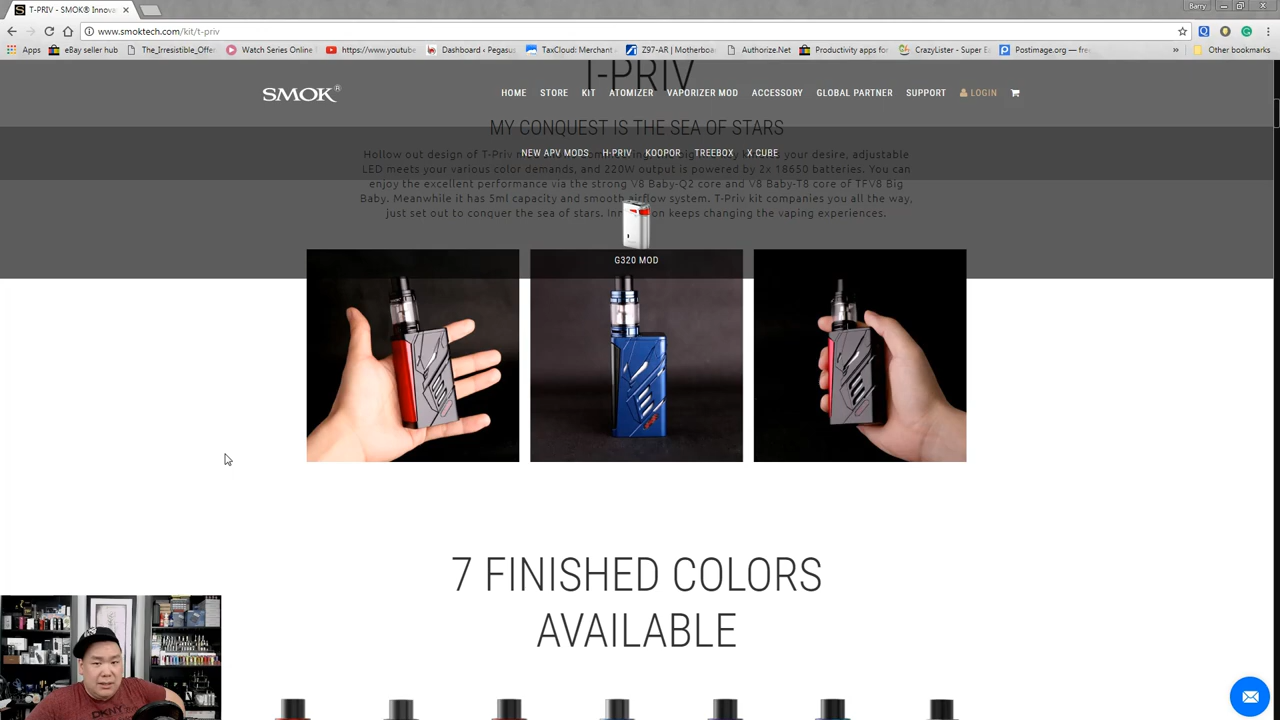 T-PRIV - SMOK® Innova
Barry
www.smoktech.com/kit/t-priv
Apps eBay seller hub The_Irresistible_Offer Watch Series Online https://www.youtube Dashboard ‹ Pegasu TaxCloud: Merchant Z97-AR | Motherboa Authorize.Net Productivity apps for CrazyLister - Super E Postimage.org — fre » Other bookmarks
T-PRIV
SMOK®
HOME STORE KIT ATOMIZER VAPORIZER MOD ACCESSORY GLOBAL PARTNER SUPPORT LOGIN
MY CONQUEST IS THE SEA OF STARS
NEW APV MODS H-PRIV KOOPOR TREEBOX X CUBE
Hollow out design of T-Priv your desire, adjustable
LED meets your various color demands, and 220W output is powered by 2x 18650 batteries. You can
enjoy the excellent performance via the strong V8 Baby-Q2 core and V8 Baby-T8 core of TFV8 Big
Baby. Meanwhile it has 5ml capacity and smooth airflow system. T-Priv kit companies you all the way,
just set out to conquer the sea of stars. keeps changing the vaping experiences.
G320 MOD
7 FINISHED COLORS
AVAILABLE
DKNY